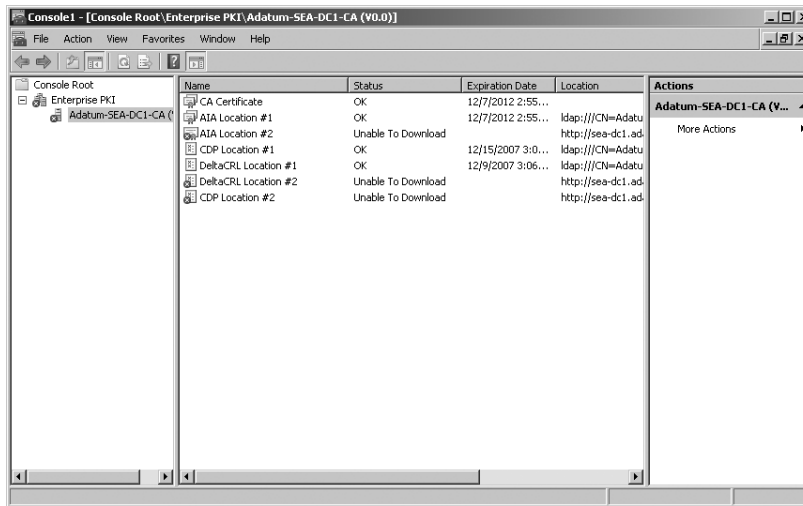 Console1 - [Console Root\Enterprise PKI\Adatum-SEA-DC1-CA (V0.0)]
File Action View Favorites Window Help
Console Root
Enterprise PKI
Adatum-SEA-DC1-CA ('
Name Status Expiration Date Location
CA Certificate OK 12/7/2012 2:55...
AIA Location #1 OK 12/7/2012 2:55... ldap:///CN=Adatu
AIA Location #2 Unable To Download http://sea-dc1.ad
CDP Location #1 OK 12/15/2007 3:0... ldap:///CN=Adatu
DeltaCRL Location #1 OK 12/9/2007 3:06... ldap:///CN=Adatu
DeltaCRL Location #2 Unable To Download http://sea-dc1.ad
CDP Location #2 Unable To Download http://sea-dc1.ad
Actions
Adatum-SEA-DC1-CA (V...
More Actions